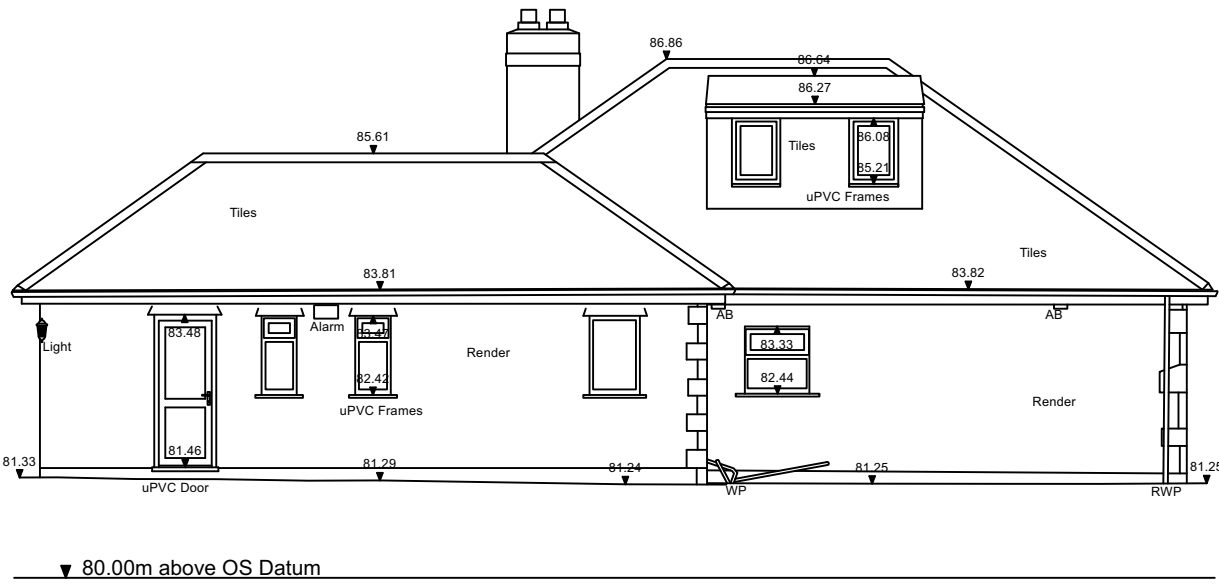 86.86
86.64
86.27
85.61
86.08
Tiles
85.21
uPVC Frames
Tiles
Tiles
83.81
83.82
AB
AB
Alarm
83.48
83.47
83.33
Light
Render
82.42
82.44
uPVC Frames
Render
81.46
81.33
81.29
81.24
81.25
81.25
uPVC Door
WP
RWP
80.00m above OS Datum